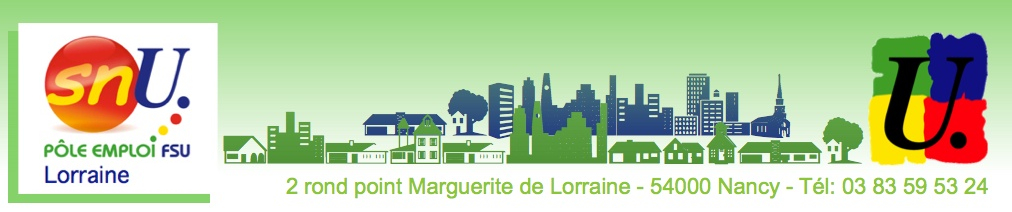 snU.
PÔLE EMPLOI FSU
Lorraine
U.
2 rond point Marguerite de Lorraine - 54000 Nancy - Tél: 03 83 59 53 24